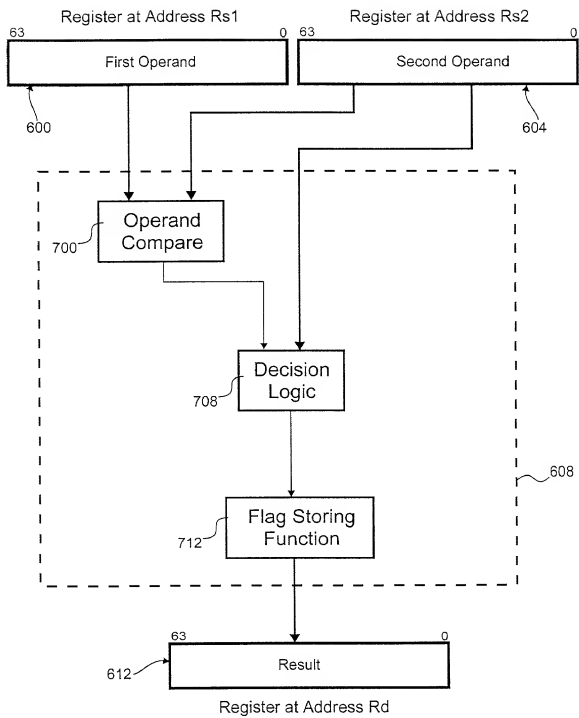 Register at Address Rs1
Register at Address Rs2
63 0
63 0
First Operand
Second Operand
600
604
Operand
Compare
700
Decision
Logic
708
608
Flag Storing
Function
712
63 0
Result
612
Register at Address Rd